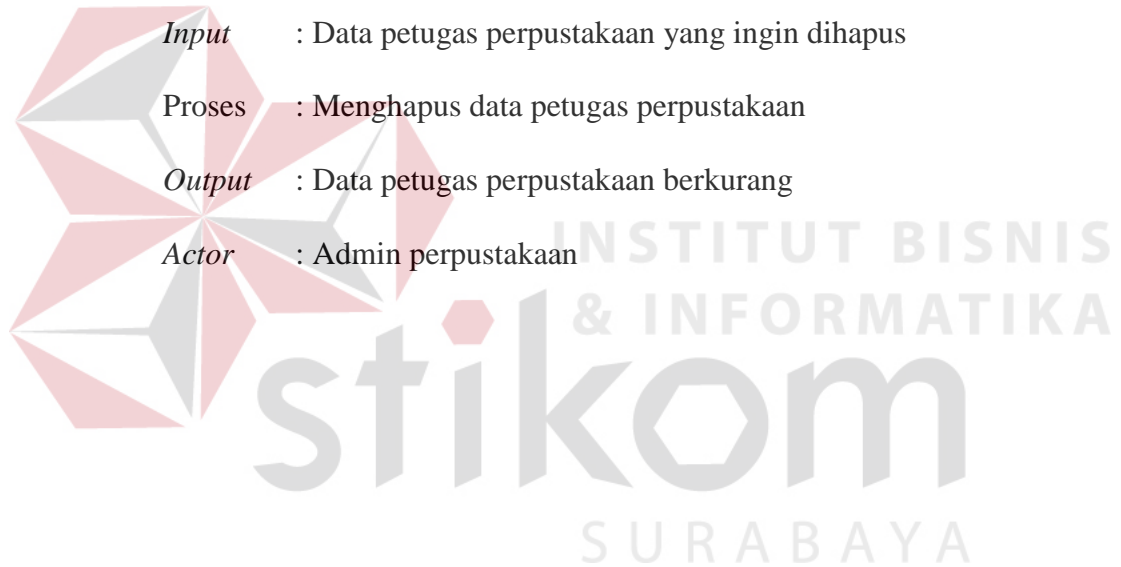 Input : Data petugas perpustakaan yang ingin dihapus
Proses : Menghapus data petugas perpustakaan
Output : Data petugas perpustakaan berkurang
Actor : Admin perpustakaan
INSTITUT BISNIS
& INFORMATIKA
stikom
SURABAYA